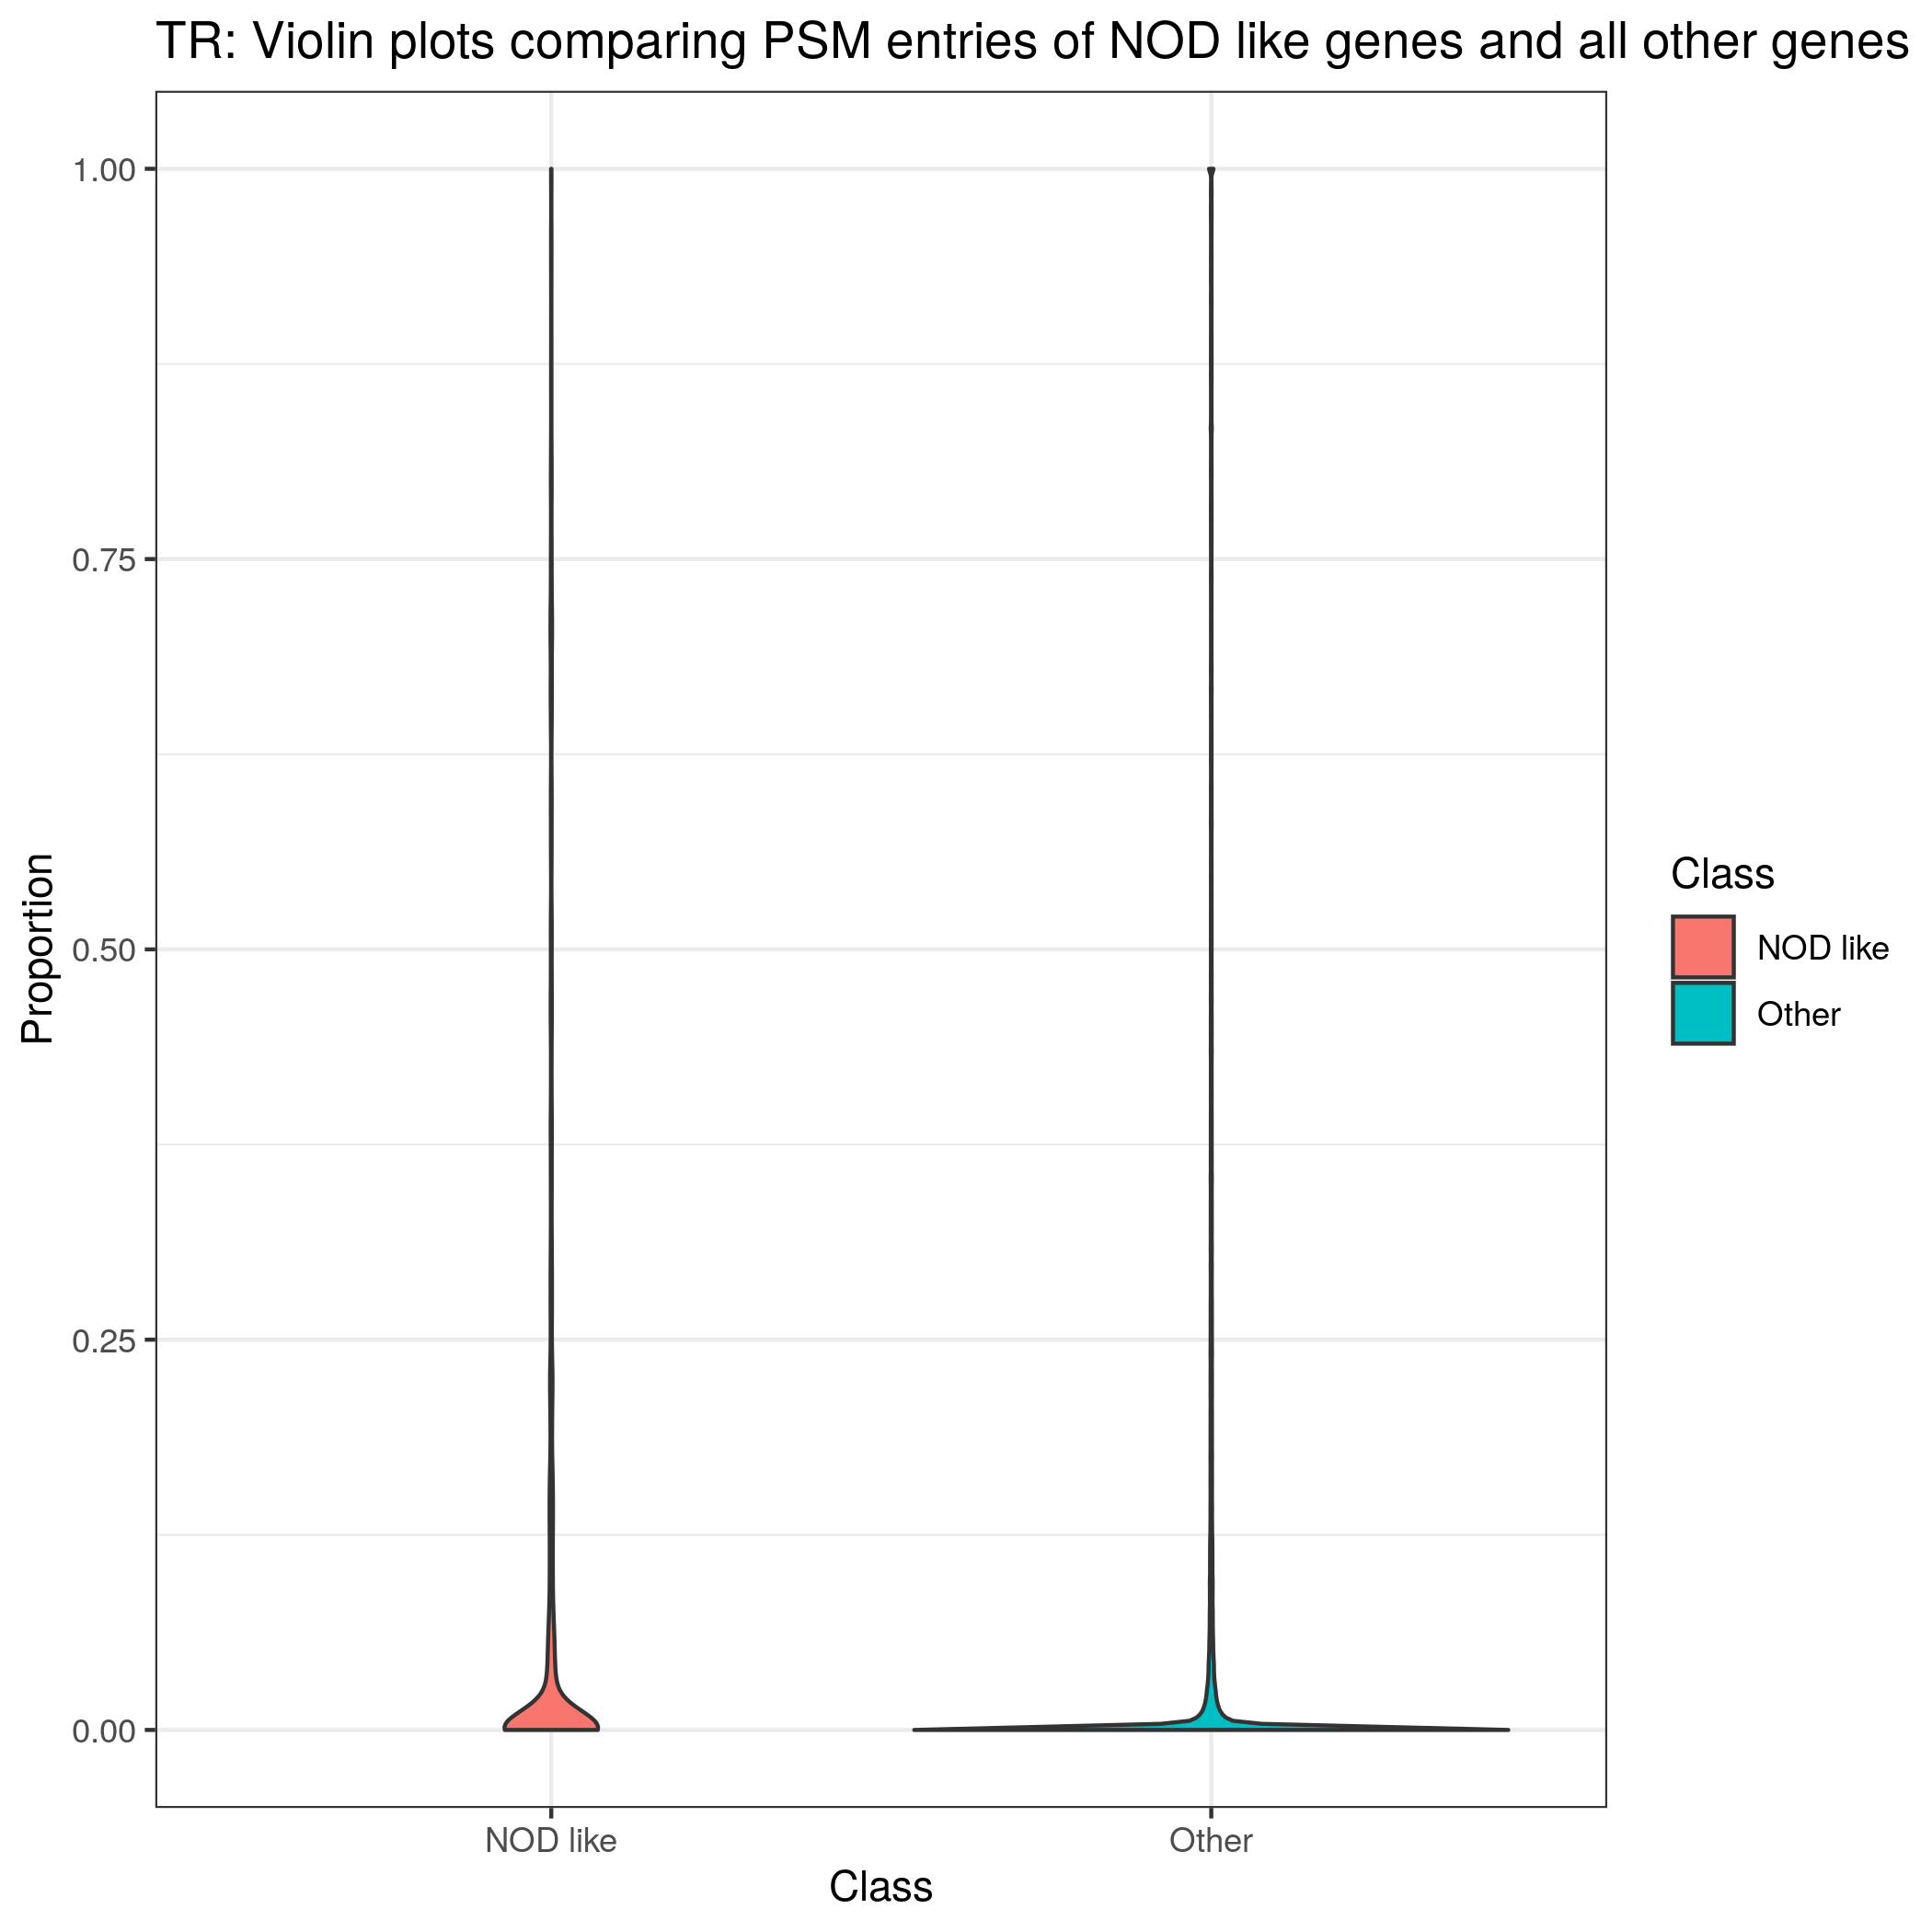 TR: Violin plots comparing PSM entries of NOD like genes and all other genes
1.00
0.75
0.50
0.25
0.00
Proportion
NOD like
Other
Class
Class
NOD like
Other